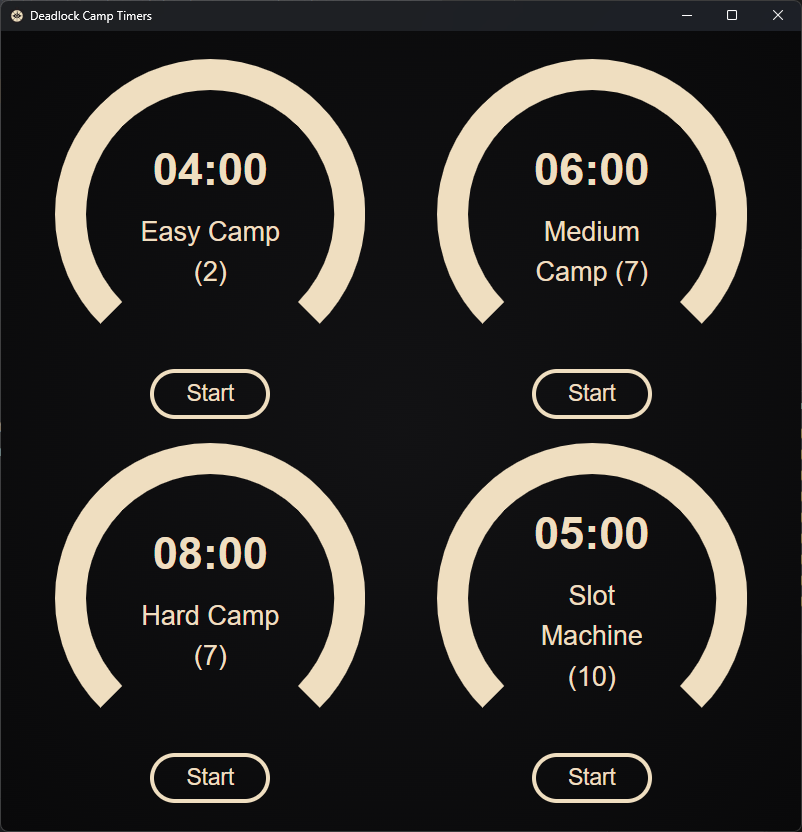 Deadlock Camp Timers
04:00
Easy Camp
(2)
Start
06:00
Medium
Camp (7)
Start
08:00
Hard Camp
(7)
Start
05:00
Slot
Machine
(10)
Start